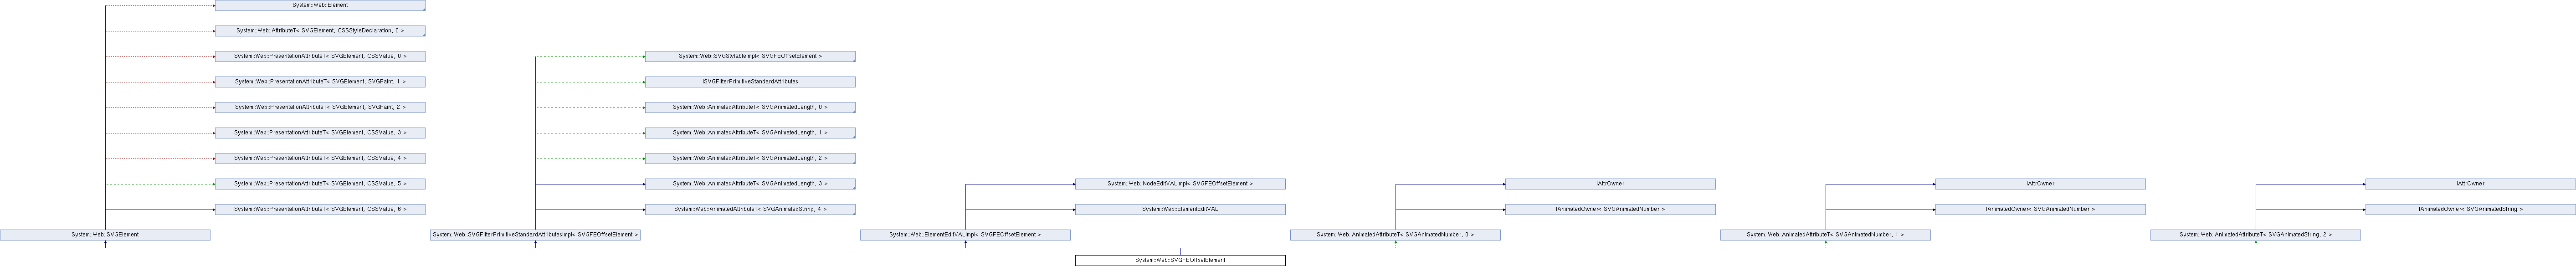 System::Web::Element
System::Web::AttributeT< SVGElement, CSSStyleDeclaration, 0 >
System::Web::PresentationAttributeT< SVGElement, CSSValue, 0 >
System::Web::SVGStylableImpl< SVGFEOffsetElement >
System::Web::PresentationAttributeT< SVGElement, SVGPaint, 1 >
ISVGFilterPrimitiveStandardAttributes
System::Web::PresentationAttributeT< SVGElement, SVGPaint, 2 >
System::Web::AnimatedAttributeT< SVGAnimatedLength, 0 >
System::Web::PresentationAttributeT< SVGElement, CSSValue, 3 >
System::Web::AnimatedAttributeT< SVGAnimatedLength, 1 >
System::Web::PresentationAttributeT< SVGElement, CSSValue, 4 >
System::Web::AnimatedAttributeT< SVGAnimatedLength, 2 >
System::Web::PresentationAttributeT< SVGElement, CSSValue, 5 >
System::Web::AnimatedAttributeT< SVGAnimatedLength, 3 >
System::Web::NodeEditVALImpl< SVGFEOffsetElement >
IAttrOwner
IAttrOwner
IAttrOwner
System::Web::PresentationAttributeT< SVGElement, CSSValue, 6 >
System::Web::AnimatedAttributeT< SVGAnimatedString, 4 >
System::Web::ElementEditVAL
IAnimatedOwner< SVGAnimatedNumber >
IAnimatedOwner< SVGAnimatedNumber >
IAnimatedOwner< SVGAnimatedString >
System::Web::SVGElement
System::Web::SVGFilterPrimitiveStandardAttributesImpl< SVGFEOffsetElement >
System::Web::ElementEditVALImpl< SVGFEOffsetElement >
System::Web::AnimatedAttributeT< SVGAnimatedNumber, 0 >
System::Web::AnimatedAttributeT< SVGAnimatedNumber, 1 >
System::Web::AnimatedAttributeT< SVGAnimatedString, 2 >
System::Web::SVGFEOffsetElement